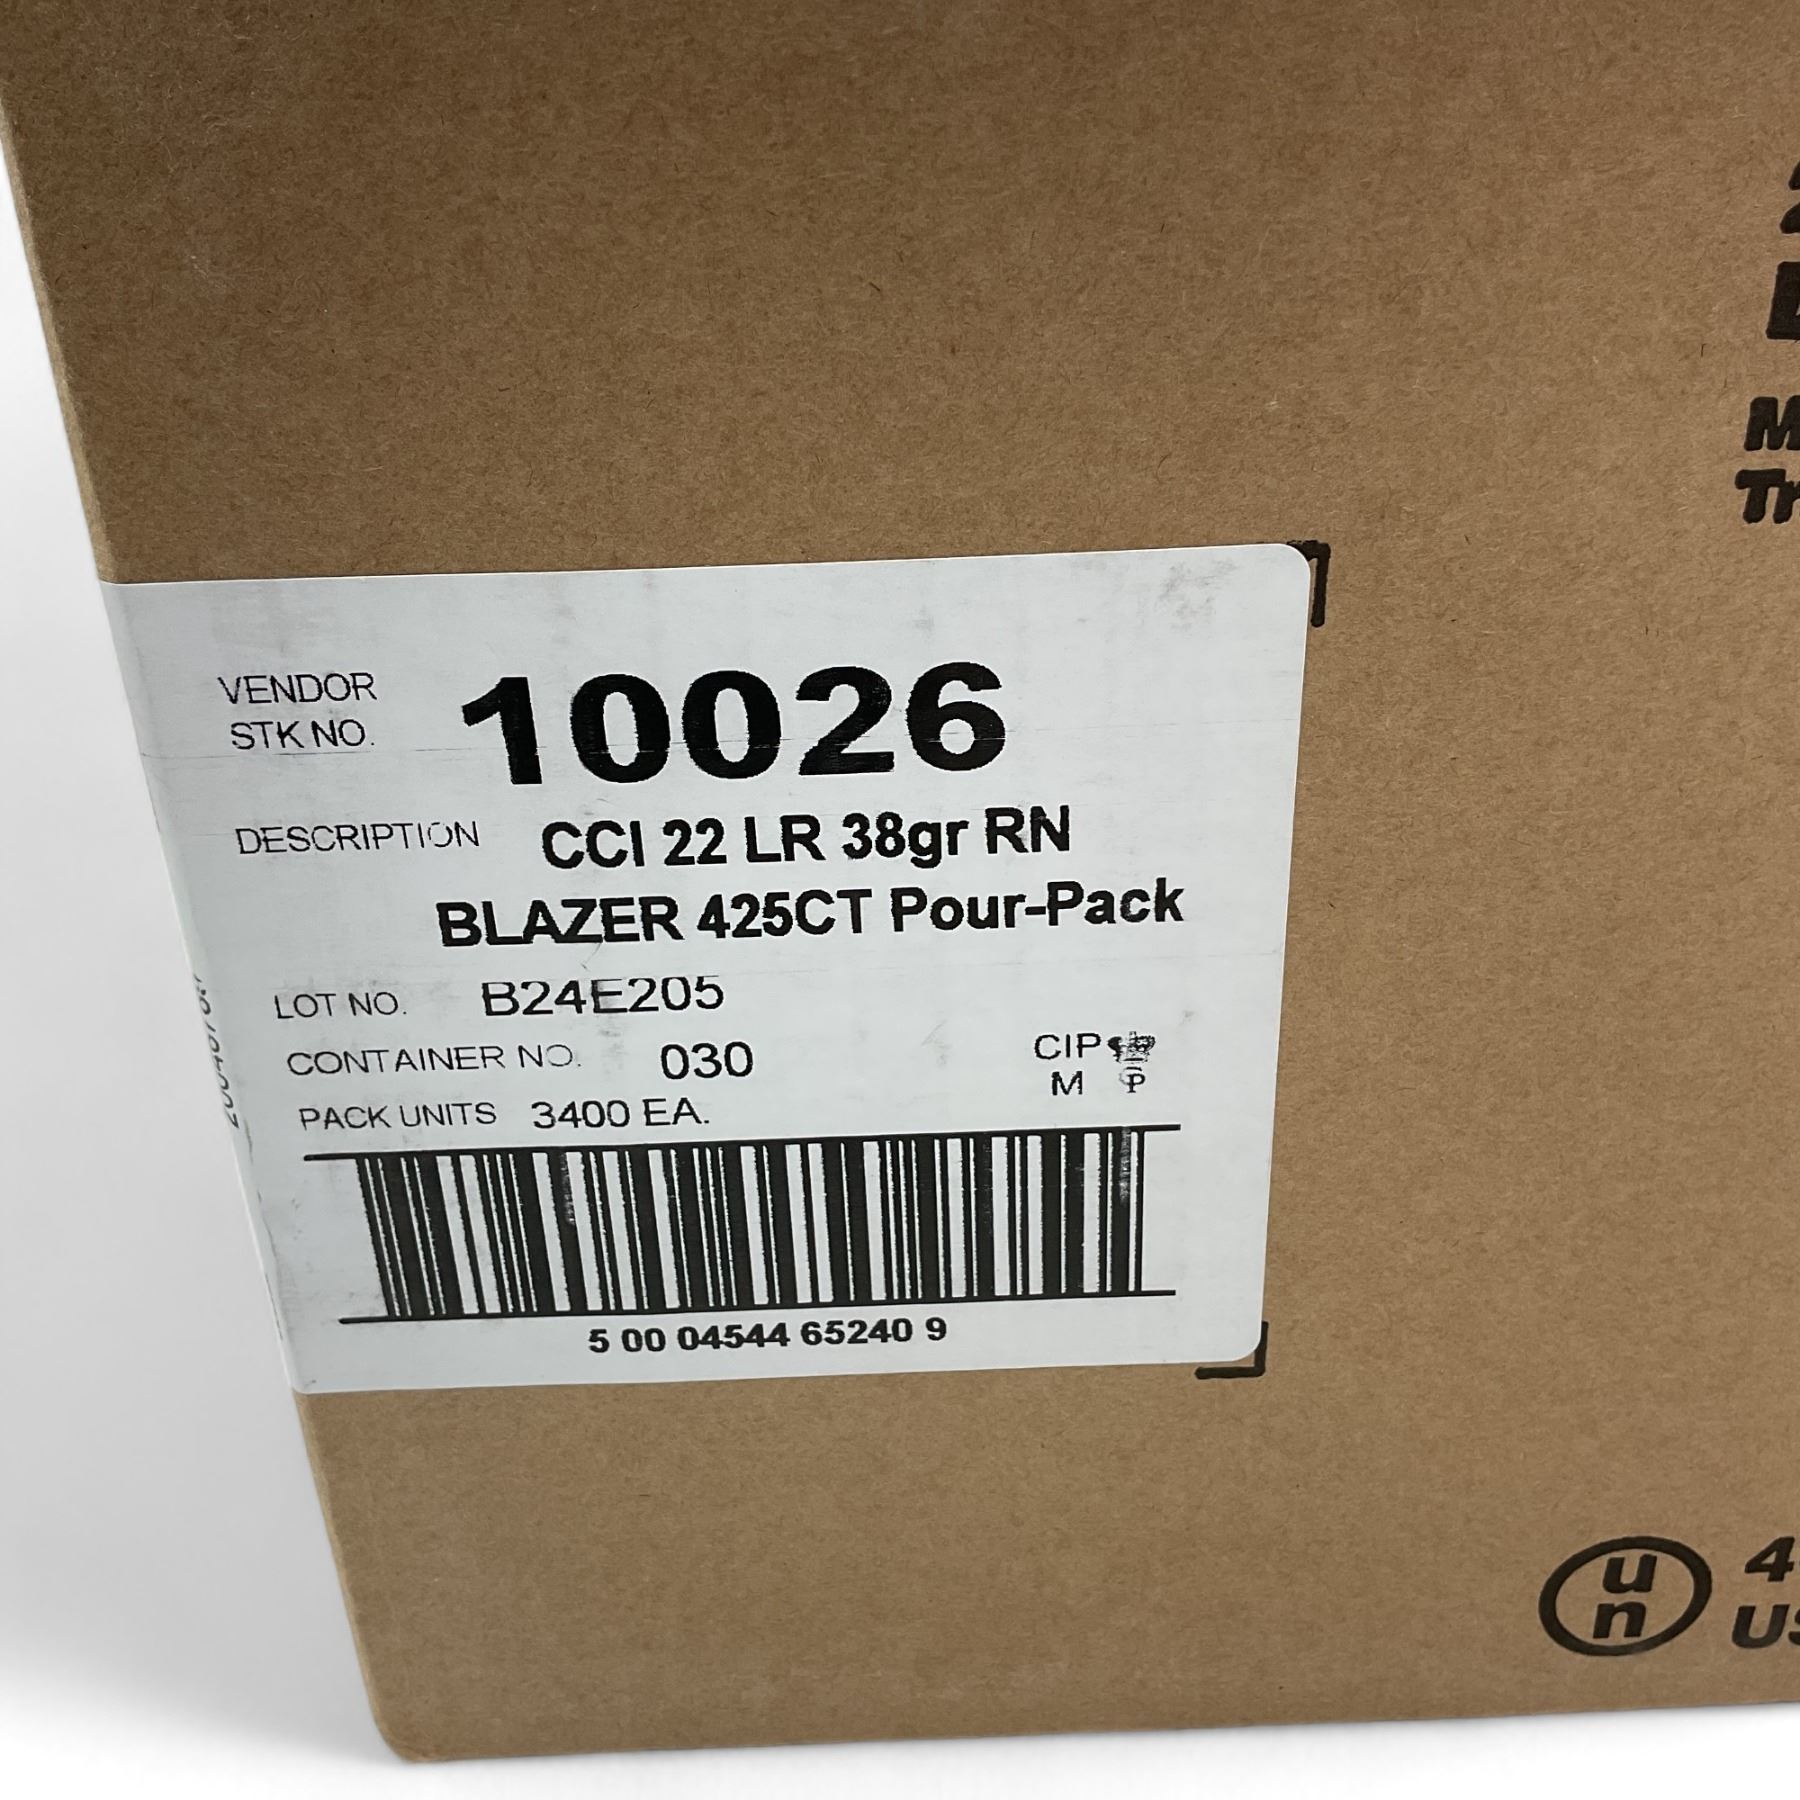 VENDOR
STK NO.
10026
DESCRIPTION
CCI 22 LR 38gr RN
BLAZER 425CT Pour-Pack
LOT NO. B24E205
CONTAINER NO. 030
PACK UNITS 3400 EA.
CIP
M P
5 00 04544 65240 9
un